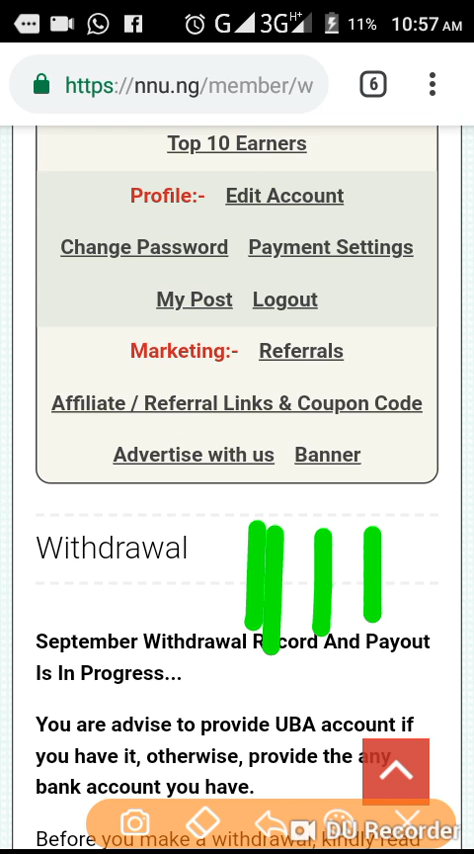 G 3G H+ 11% 10:57 AM
https://nnu.ng/member/w 6
Top 10 Earners
Profile:- Edit Account
Change Password Payment Settings
My Post Logout
Marketing:- Referrals
Affiliate / Referral Links & Coupon Code
Advertise with us Banner
Withdrawal
September Withdrawal Record And Payout
Is In Progress...
You are advise to provide UBA account if
you have it, otherwise, provide the any
bank account you have.
Before you make a withdrawal, kindly read
DU Recorder